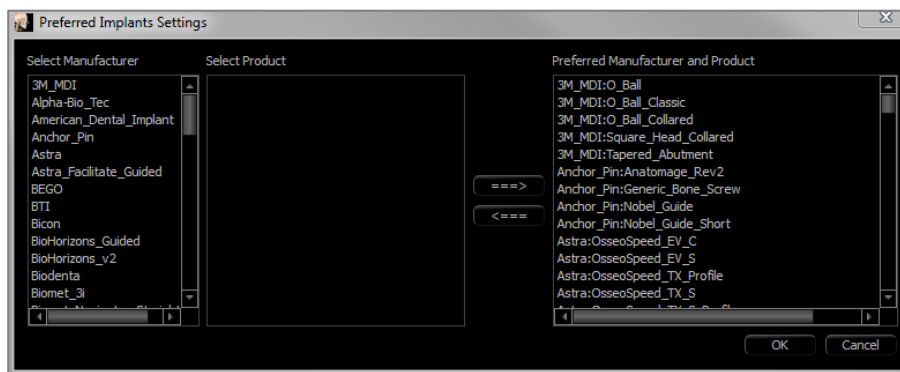 Preferred Implants Settings
Select Manufacturer
Select Product
Preferred Manufacturer and Product
3M_MDI
Alpha-Bio_Tec
American_Dental_Implant
Anchor_Pin
Astra
Astra_Facilitate_Guided
BEGO
BTI
Bicon
BioHorizons_Guided
BioHorizons_v2
Biodenta
Biomet_3i
===>
<===
3M_MDI:O_Ball
3M_MDI:O_Ball_Classic
3M_MDI:O_Ball_Collared
3M_MDI:Square_Head_Collared
3M_MDI:Tapered_Abutment
Anchor_Pin:Anatomage_Rev2
Anchor_Pin:Generic_Bone_Screw
Anchor_Pin:Nobel_Guide
Anchor_Pin:Nobel_Guide_Short
Astra:OsseoSpeed_EV_C
Astra:OsseoSpeed_EV_S
Astra:OsseoSpeed_TX_Profile
Astra:OsseoSpeed_TX_S
OK
Cancel